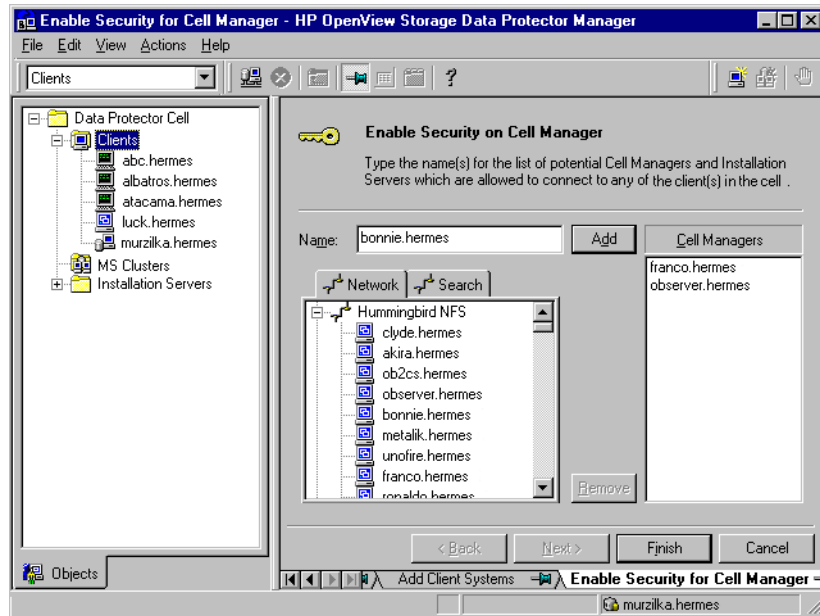 Enable Security for Cell Manager - HP OpenView Storage Data Protector Manager
File Edit View Actions Help
Clients
Data Protector Cell
Clients
abc.hermes
albatros.hermes
atacama.hermes
luck.hermes
murzilka.hermes
MS Clusters
Installation Servers
Objects
Enable Security on Cell Manager
Type the name(s) for the list of potential Cell Managers and Installation
Servers which are allowed to connect to any of the client(s) in the cell .
Name: bonnie.hermes Add
Network Search
Hummingbird NFS
clyde.hermes
akira.hermes
ob2cs.hermes
observer.hermes
bonnie.hermes
metalik.hermes
unofire.hermes
franco.hermes
ronaldo.hermes
Cell Managers
franco.hermes
observer.hermes
Remove
< Back Next > Finish Cancel
Add Client Systems Enable Security for Cell Manager
murzilka.hermes